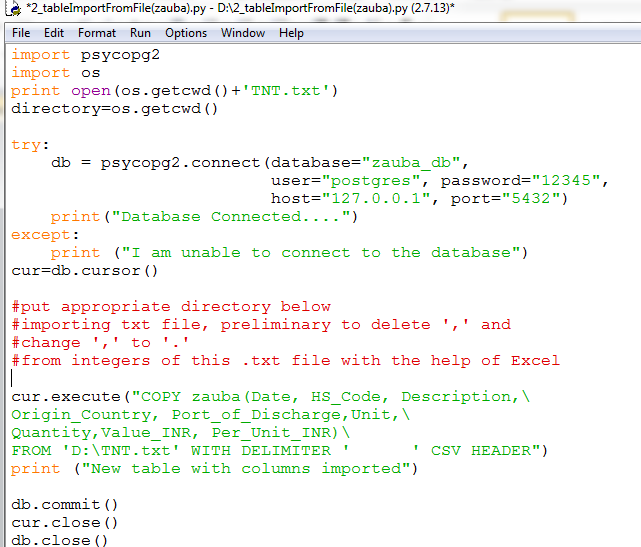 *2_tableImportFromFile(zauba).py - D:\2_tableImportFromFile(zauba).py (2.7.13)*
File Edit Format Run Options Window Help
import psycopg2
import os
print open(os.getcwd()+'TNT.txt')
directory=os.getcwd()
try:
    db = psycopg2.connect(database="zauba_db",
                          user="postgres", password="12345",
                          host="127.0.0.1", port="5432")
    print("Database Connected....")
except:
    print ("I am unable to connect to the database")
cur=db.cursor()
#put appropriate directory below
#importing txt file, preliminary to delete ',' and
#change ',' to '.'
#from integers of this .txt file with the help of Excel
cur.execute("COPY zauba(Date, HS_Code, Description,\
Origin_Country, Port_of_Discharge,Unit,\
Quantity,Value_INR, Per_Unit_INR)\
FROM 'D:\TNT.txt' WITH DELIMITER '      ' CSV HEADER")
print ("New table with columns imported")
db.commit()
cur.close()
db.close()